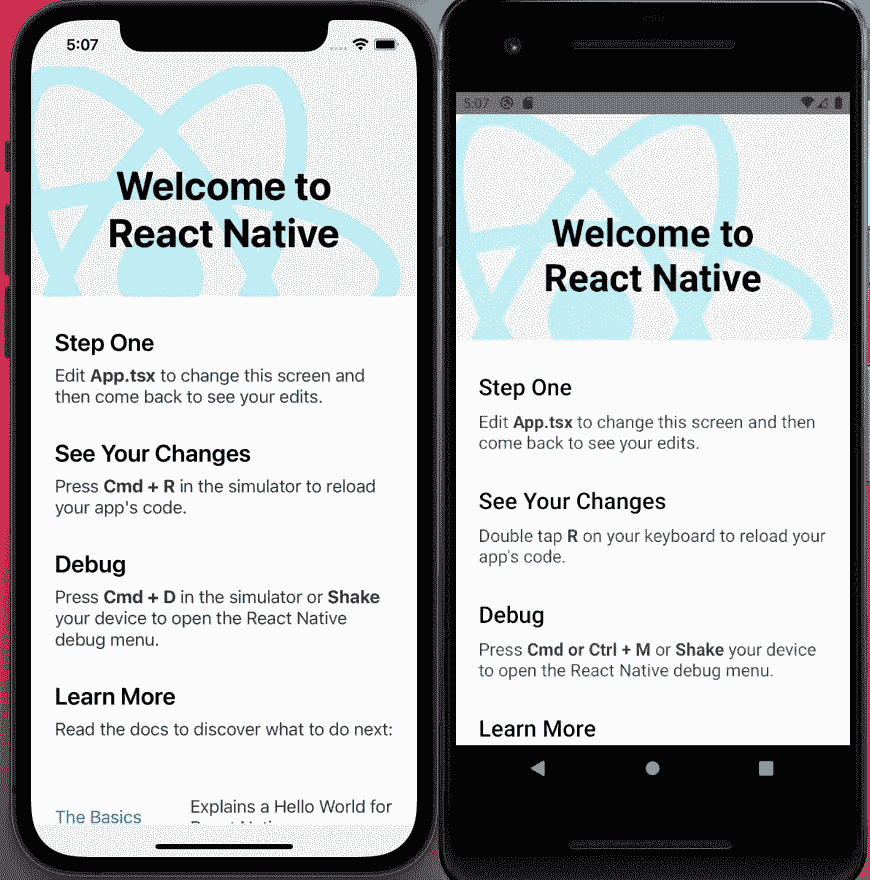 5:07
Welcome to
React Native
Step One
Edit App.tsx to change this screen and
then come back to see your edits.
See Your Changes
Press Cmd + R in the simulator to reload
your app's code.
Debug
Press Cmd + D in the simulator or Shake
your device to open the React Native
debug menu.
Learn More
Read the docs to discover what to do next:
The Basics
Explains a Hello World for
5:07
Welcome to
React Native
Step One
Edit App.tsx to change this screen and then
come back to see your edits.
See Your Changes
Double tap R on your keyboard to reload your
app's code.
Debug
Press Cmd or Ctrl + M or Shake your device
to open the React Native debug menu.
Learn More